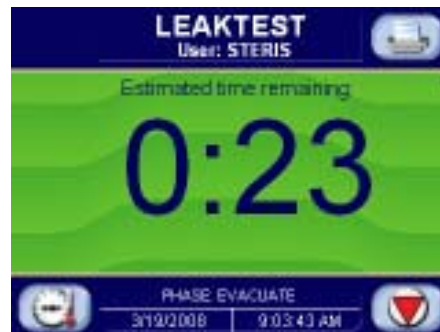 LEAKTEST
User: STERIS
Estimated time remaining
0:23
PHASE EVACUATE
3/19/2008 9:03:43 AM